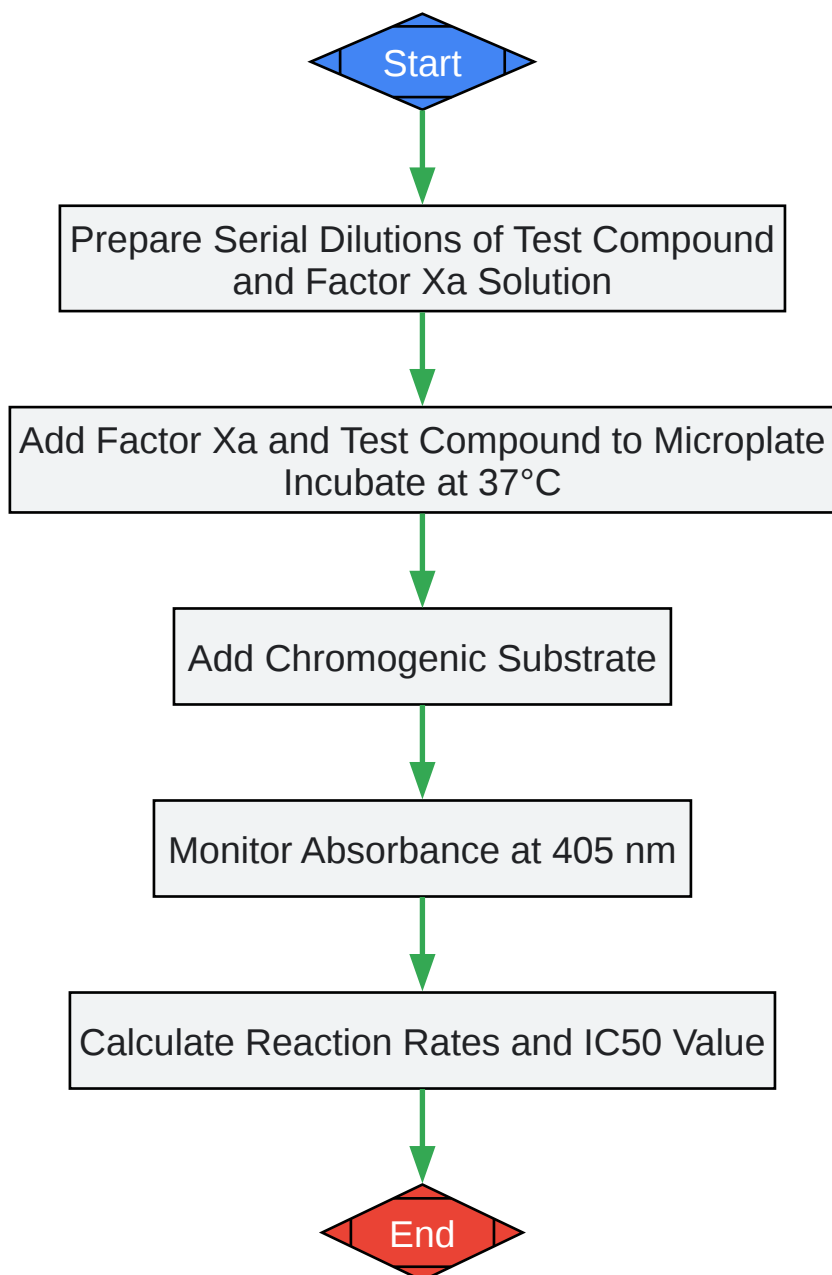 Start
Prepare Serial Dilutions of Test Compound
and Factor Xa Solution
Add Factor Xa and Test Compound to Microplate
Incubate at 37°C
Add Chromogenic Substrate
Monitor Absorbance at 405 nm
Calculate Reaction Rates and IC50 Value
End